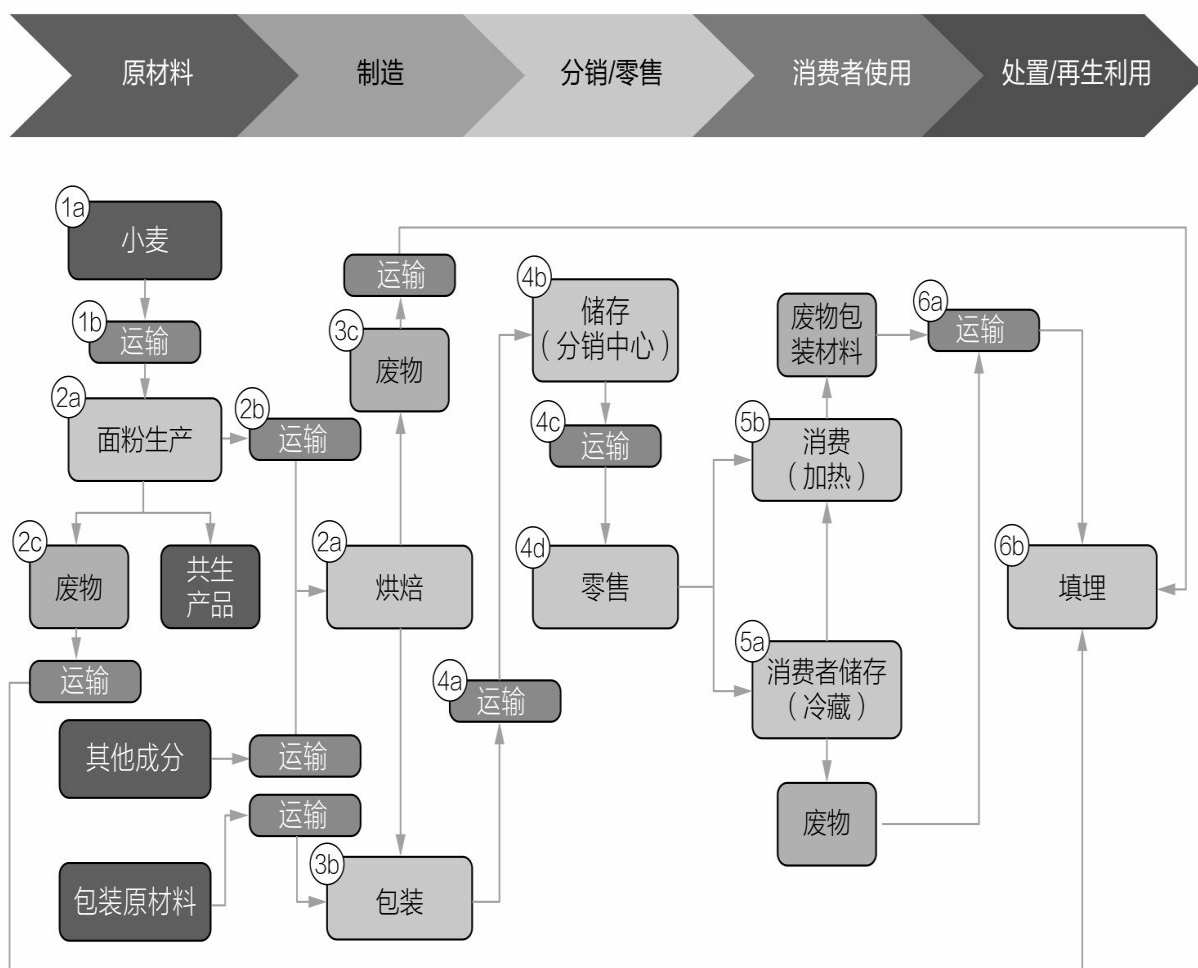 原材料
制造
分销/零售
消费者使用
处置/再生利用
1a
小麦
1b
运输
2a
面粉生产
2b
运输
2c
废物
共生
产品
运输
其他成分
运输
包装原材料
运输
运输
3c
废物
2a
烘焙
3b
包装
4a
运输
4b
储存
（分销中心）
4c
运输
4d
零售
废物包
装材料
5b
消费
（加热）
5a
消费者储存
（冷藏）
废物
6a
运输
6b
填埋